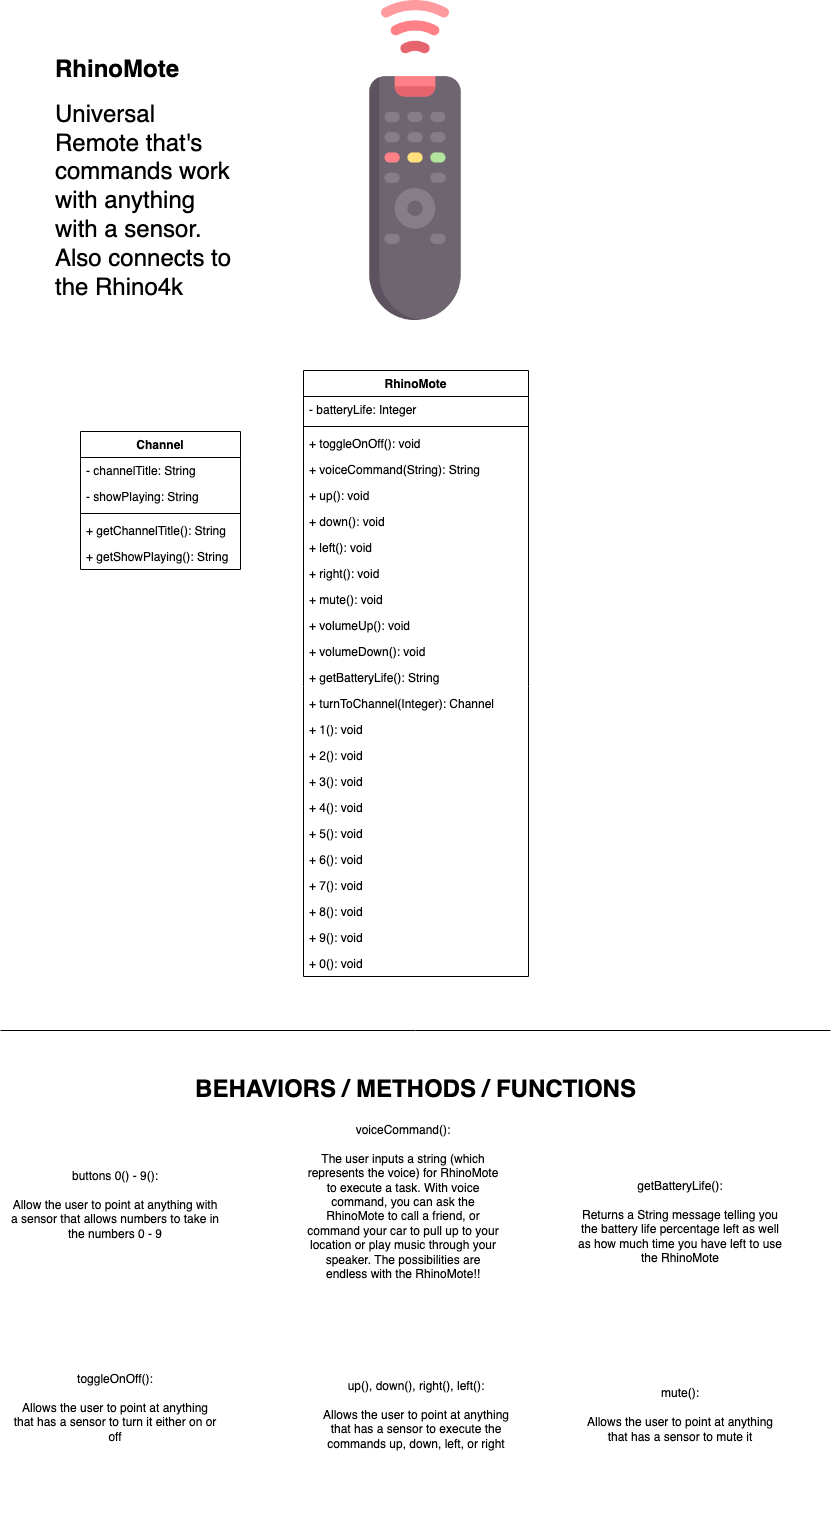 RhinoMote
Universal
Remote that's
commands work
with anything
with a sensor.
Also connects to
the Rhino4k
Channel
- channelTitle: String
- showPlaying: String
+ getChannelTitle(): String
+ getShowPlaying(): String
RhinoMote
- batteryLife: Integer
+ toggleOnOff(): void
+ voiceCommand(String): String
+ up(): void
+ down(): void
+ left(): void
+ right(): void
+ mute(): void
+ volumeUp(): void
+ volumeDown(): void
+ getBatteryLife(): String
+ turnToChannel(Integer): Channel
+ 1(): void
+ 2(): void
+ 3(): void
+ 4(): void
+ 5(): void
+ 6(): void
+ 7(): void
+ 8(): void
+ 9(): void
+ 0(): void
BEHAVIORS / METHODS / FUNCTIONS
buttons 0() - 9():
Allow the user to point at anything with
a sensor that allows numbers to take in
the numbers 0 - 9
voiceCommand():
The user inputs a string (which
represents the voice) for RhinoMote
to execute a task. With voice
command, you can ask the
RhinoMote to call a friend, or
command your car to pull up to your
location or play music through your
speaker. The possibilities are
endless with the RhinoMote!!
getBatteryLife():
Returns a String message telling you
the battery life percentage left as well
as how much time you have left to use
the RhinoMote
toggleOnOff():
Allows the user to point at anything
that has a sensor to turn it either on or
off
up(), down(), right(), left():
Allows the user to point at anything
that has a sensor to execute the
commands up, down, left, or right
mute():
Allows the user to point at anything
that has a sensor to mute it